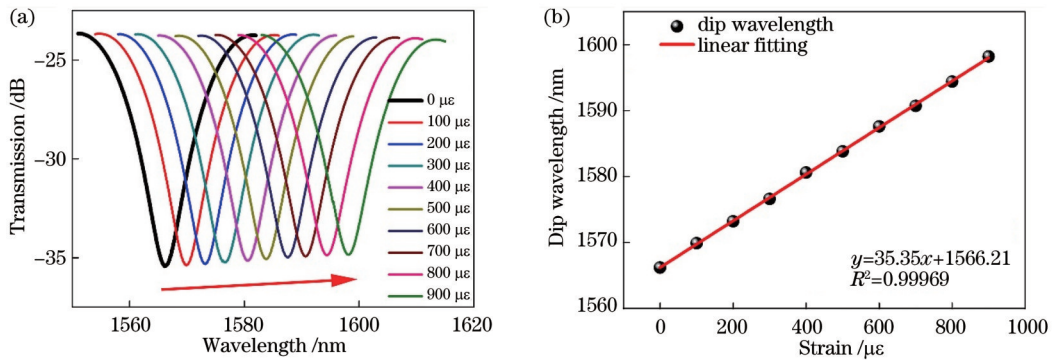 (a)
−25
−30
−35
Transmission /dB
1560
1580
1600
1620
Wavelength /nm
0 με
100 με
200 με
300 με
400 με
500 με
600 με
700 με
800 με
900 με
(b)
dip wavelength
linear fitting
1600
1590
1580
1570
1560
Dip wavelength /nm
y=35.35x+1566.21
R²=0.99969
0
200
400
600
800
1000
Strain /με